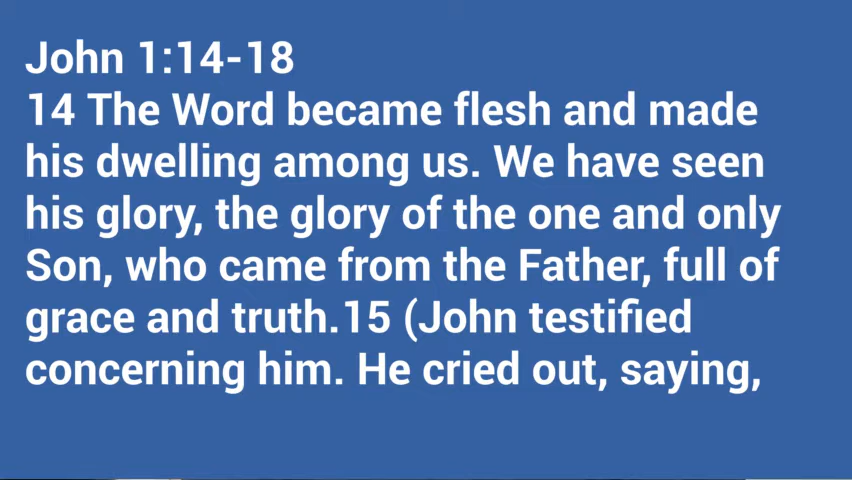 John 1:14-18
14 The Word became flesh and made
his dwelling among us. We have seen
his glory, the glory of the one and only
Son, who came from the Father, full of
grace and truth.15 (John testified
concerning him. He cried out, saying,